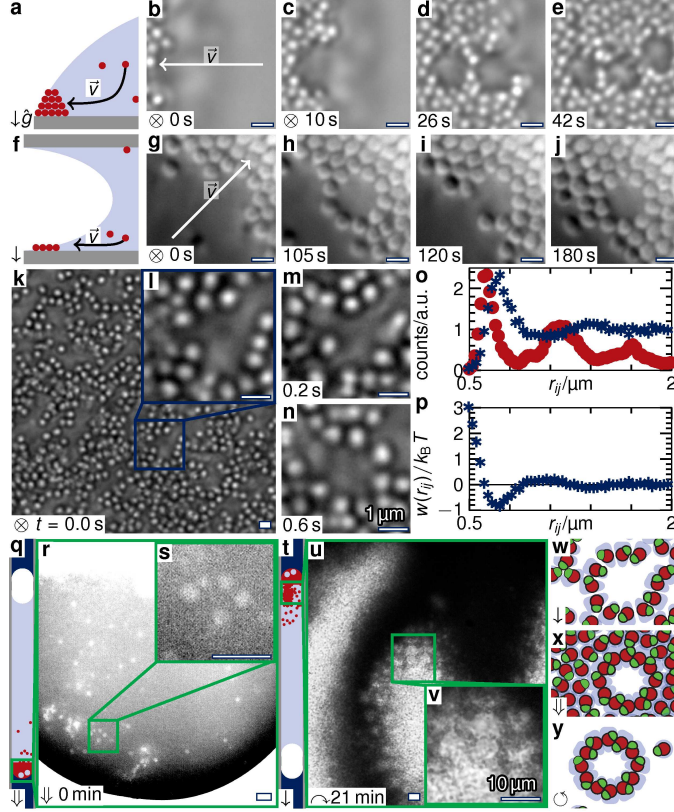 a
v⃗
↓ĝ
b
v⃗
⊗ 0 s
c
⊗ 10 s
d
26 s
e
42 s
f
v⃗
↓
g
v⃗
⊗ 0 s
h
105 s
i
120 s
j
180 s
k
⊗ t = 0.0 s
l
m
0.2 s
n
1 µm
0.6 s
o
counts/a.u.
2
1
0
0.5
r_ij/µm
2
p
w(r_ij)/k_B T
3
2
1
0
−1
0.5
r_ij/µm
2
q
⇓
r
⇓ 0 min
s
t
↓
u
↷ 21 min
v
10 µm
w
↓
x
⇓
y
↺